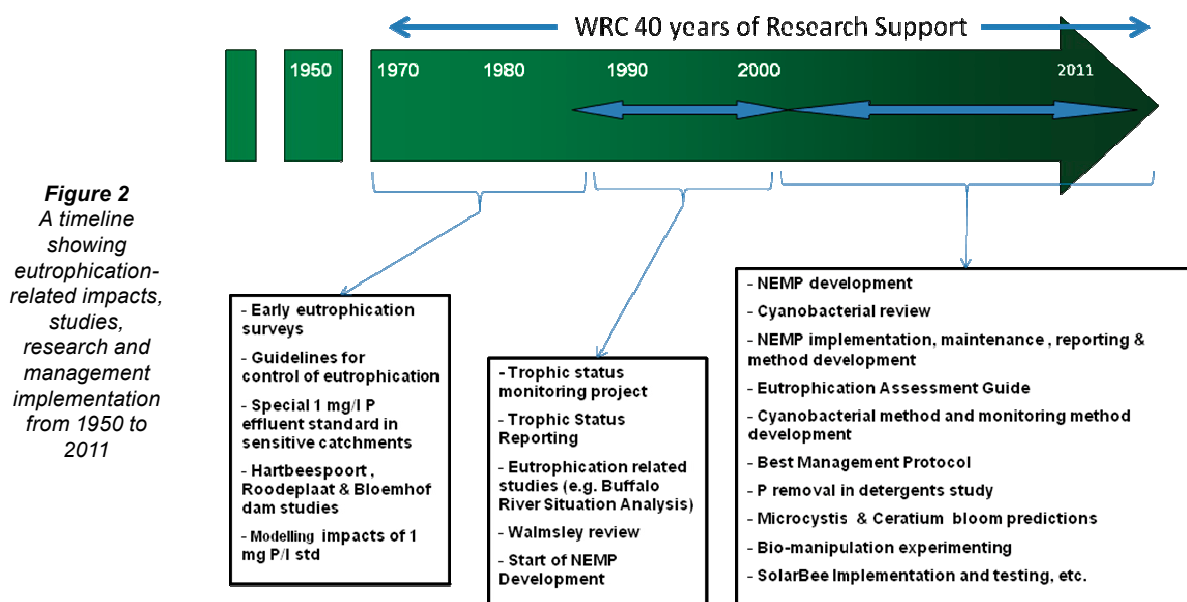 WRC 40 years of Research Support
1950
1970
1980
1990
2000
2011
Figure 2
A timeline
showing
eutrophication-
related impacts,
studies,
research and
management
implementation
from 1950 to
2011
- Early eutrophication
surveys
- Guidelines for
control of eutrophication
- Special 1 mg/l P
effluent standard in
sensitive catchments
- Hartbeespoort ,
Roodeplaat & Bloemhof
dam studies
- Modelling impacts of 1
mg P/l std
- Trophic status
monitoring project
- Trophic Status
Reporting
- Eutrophication related
studies (e.g. Buffalo
River Situation Analysis)
- Walmsley review
- Start of NEMP
Development
- NEMP development
- Cyanobacterial review
- NEMP implementation, maintenance , reporting &
method development
- Eutrophication Assessment Guide
- Cyanobacterial method and monitoring method
development
- Best Management Protocol
- P removal in detergents study
- Microcystis & Ceratium bloom predictions
- Bio-manipulation experimenting
- SolarBee Implementation and testing, etc.